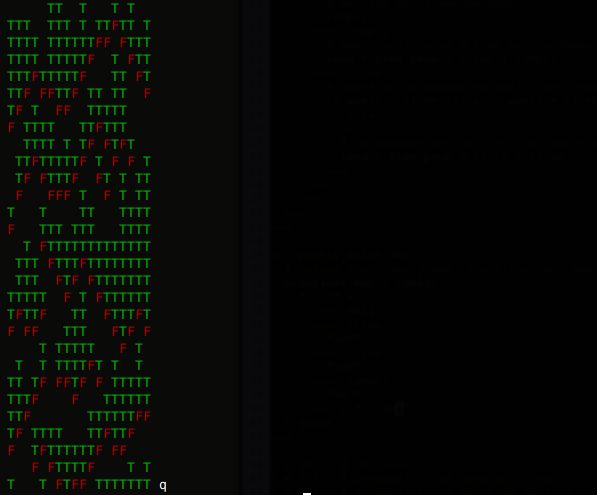 TT  T   T T
TTT  TTT T TTFTT T
TTTT TTTTTTFF FTTT
TTTT TTTTTF  T FTT
TTTFTTTTTF   TT FT
TTF FFTTF TT TT  F
TF T  FF  TTTTT
F TTTT   TTFTTT
  TTTT T TF FTFT
 TTFTTTTTF T F F T
 TF FTTTF  FT T TT
 F   FFF T  F T TT
T   T    TT   TTTT
F   TTT TTT   TTTT
  T FTTTTTTTTTTTTT
 TTT FTTTFTTTTTTTT
 TTT  FTF FTTTTTTT
TTTTT  F T FTTTTTT
TFTTF  TT  FTTTFT
F FF   TTT   FTF F
    T TTTTT   F T
 T  T TTTTFT T  T
TT TF FFTF F TTTTT
TTTF    F   TTTTTT
TTF       TTTTTTFF
TF TTTT   TTFTTF
F  TFTTTTTTF FF
   F FTTTTF    T T
T   T FTFF TTTTTTT q